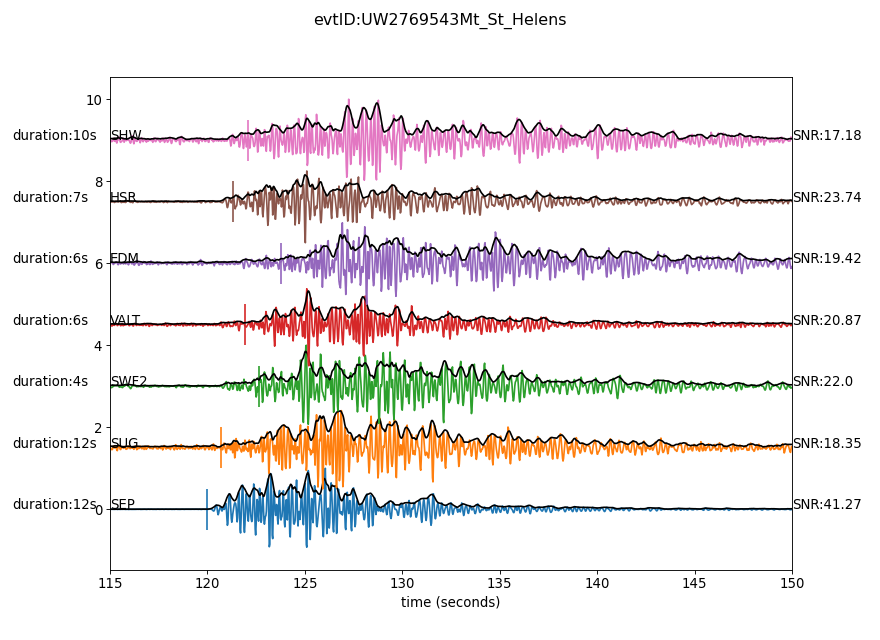 evtID:UW2769543Mt_St_Helens
10
duration:10s SHW SNR:17.18
8
duration:7s HSR SNR:23.74
duration:6s EDM SNR:19.42
6
duration:6s VALT SNR:20.87
4
duration:4s SWF2 SNR:22.0
2
duration:12s SUG SNR:18.35
duration:12s SEP SNR:41.27
0
115 120 125 130 135 140 145 150
time (seconds)